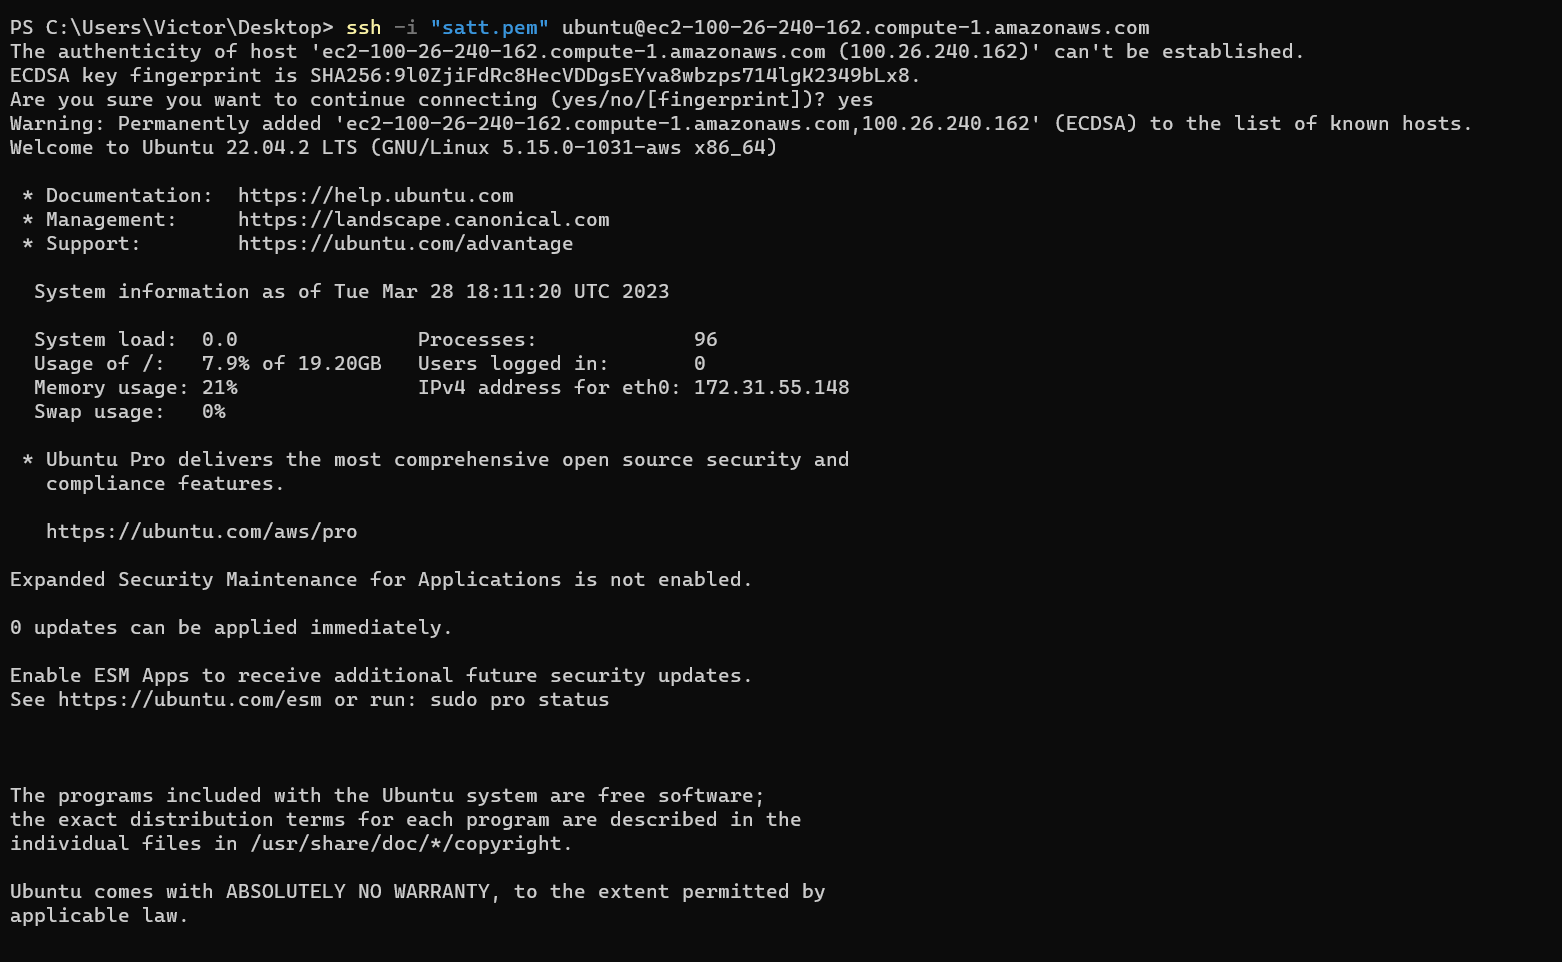 PS C:\Users\Victor\Desktop> ssh -i "satt.pem" ubuntu@ec2-100-26-240-162.compute-1.amazonaws.com
The authenticity of host 'ec2-100-26-240-162.compute-1.amazonaws.com (100.26.240.162)' can't be established.
ECDSA key fingerprint is SHA256:9l0ZjiFdRc8HecVDDgsEYva8wbzps714lgK2349bLx8.
Are you sure you want to continue connecting (yes/no/[fingerprint])? yes
Warning: Permanently added 'ec2-100-26-240-162.compute-1.amazonaws.com,100.26.240.162' (ECDSA) to the list of known hosts.
Welcome to Ubuntu 22.04.2 LTS (GNU/Linux 5.15.0-1031-aws x86_64)

 * Documentation:  https://help.ubuntu.com
 * Management:     https://landscape.canonical.com
 * Support:        https://ubuntu.com/advantage

  System information as of Tue Mar 28 18:11:20 UTC 2023

  System load:  0.0               Processes:             96
  Usage of /:   7.9% of 19.20GB   Users logged in:       0
  Memory usage: 21%               IPv4 address for eth0: 172.31.55.148
  Swap usage:   0%

 * Ubuntu Pro delivers the most comprehensive open source security and
   compliance features.

   https://ubuntu.com/aws/pro

Expanded Security Maintenance for Applications is not enabled.

0 updates can be applied immediately.

Enable ESM Apps to receive additional future security updates.
See https://ubuntu.com/esm or run: sudo pro status

The programs included with the Ubuntu system are free software;
the exact distribution terms for each program are described in the
individual files in /usr/share/doc/*/copyright.

Ubuntu comes with ABSOLUTELY NO WARRANTY, to the extent permitted by
applicable law.